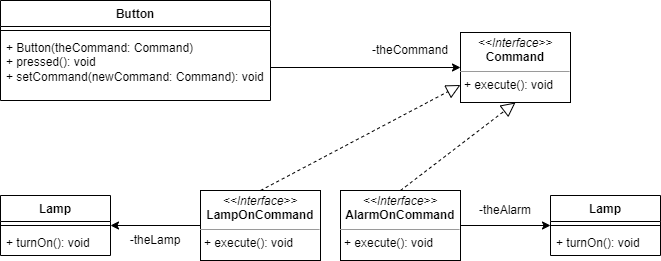 Button
+ Button(theCommand: Command)
+ pressed(): void
+ setCommand(newCommand: Command): void
-theCommand
<<Interface>>
Command
+ execute(): void
Lamp
+ turnOn(): void
-theLamp
<<Interface>>
LampOnCommand
+ execute(): void
<<Interface>>
AlarmOnCommand
+ execute(): void
-theAlarm
Lamp
+ turnOn(): void